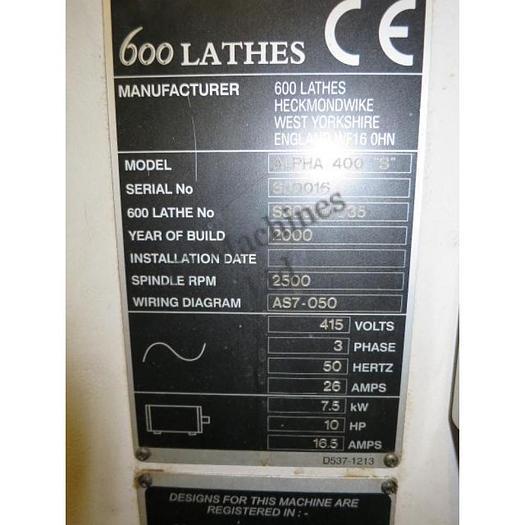 600 LATHES CE
MANUFACTURER 600 LATHES
HECKMONDWIKE
WEST YORKSHIRE
ENGLAND WF16 0HN
MODEL ALPHA 400 "S"
SERIAL No
600 LATHE No
YEAR OF BUILD 2000
INSTALLATION DATE
SPINDLE RPM 2500
WIRING DIAGRAM AS7-050
415 VOLTS
3 PHASE
50 HERTZ
26 AMPS
7.5 kW
10 HP
16.5 AMPS
D537-1213
DESIGNS FOR THIS MACHINE ARE
REGISTERED IN :-
Machines